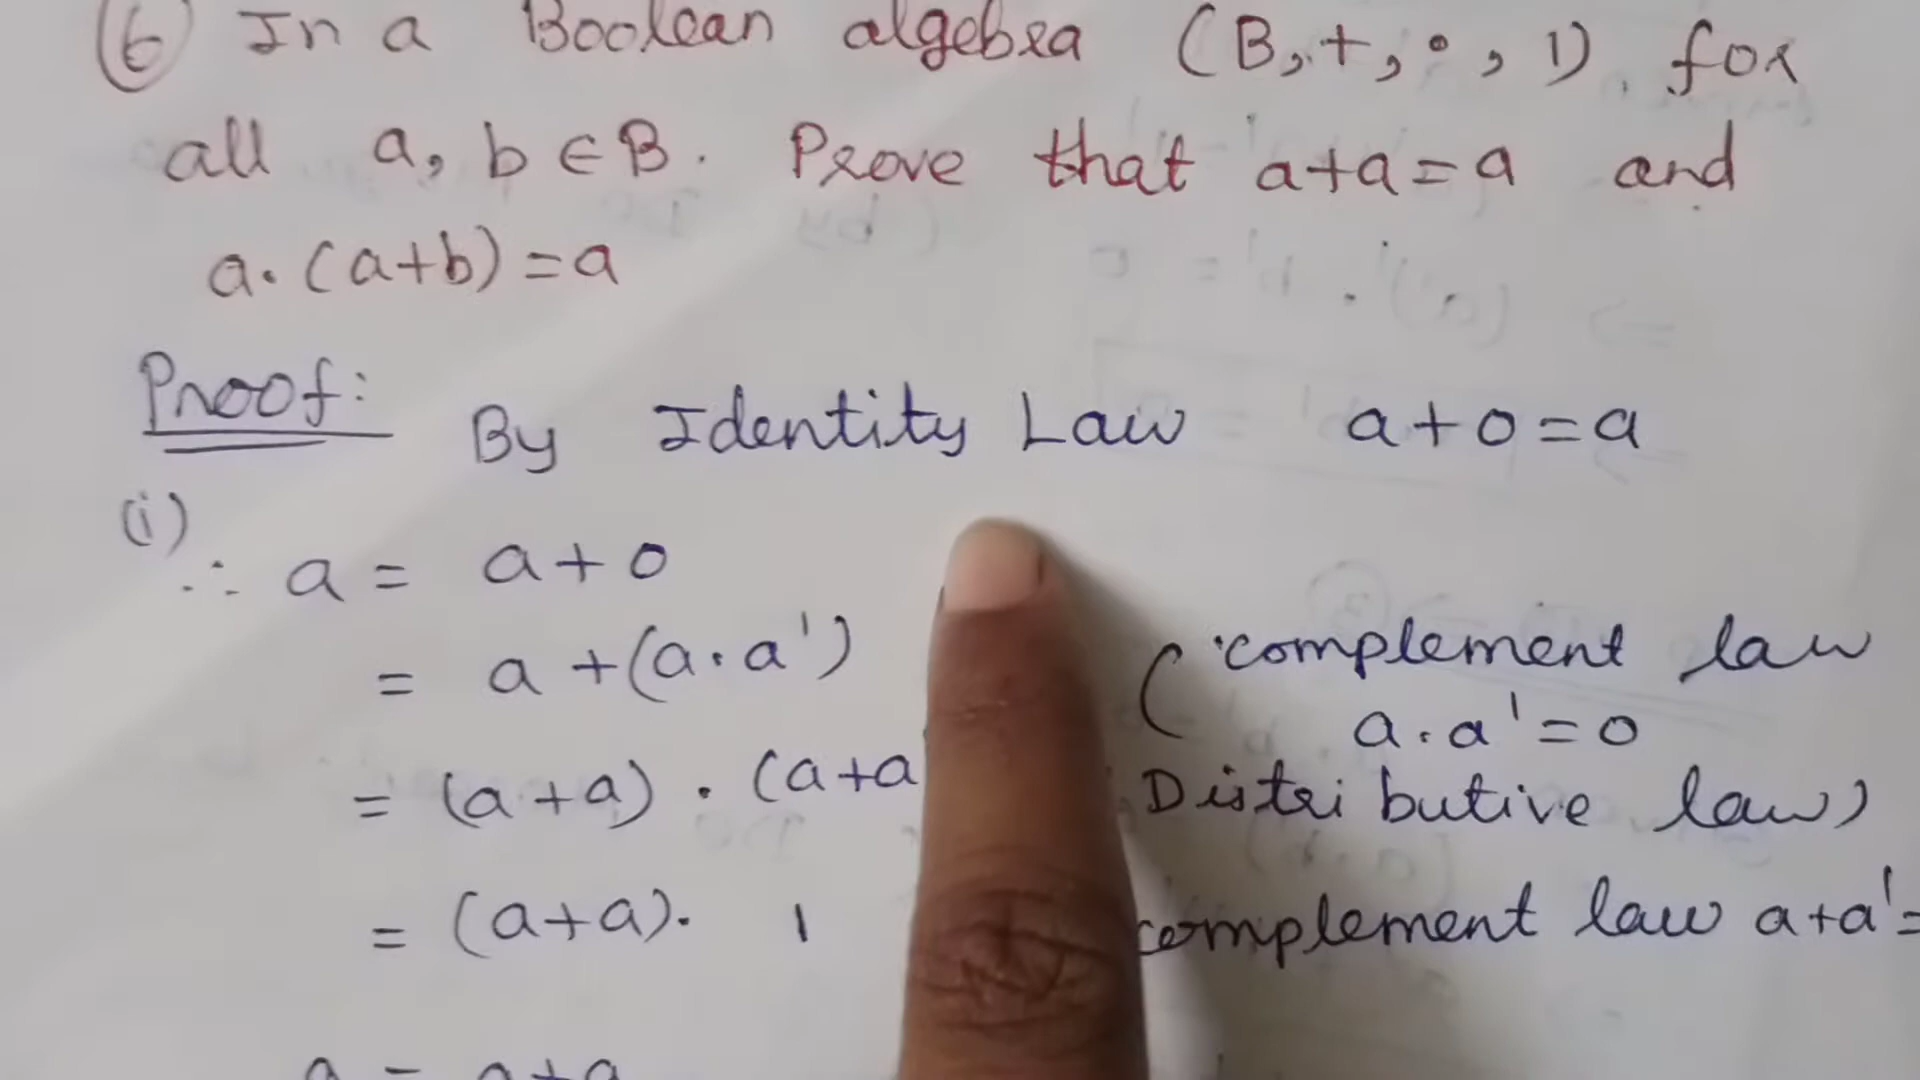 (6) In a Boolean algebra (B,+,•,1) for
all a, b ∈ B. Prove that a+a=a and
a.(a+b)=a
Proof: By Identity Law a+0=a
(i)
∴ a = a+0
= a+(a.a') (complement law
a.a'=0
= (a+a).(a+a Distributive law)
= (a+a). 1 complement law a+a'=
a = a+a